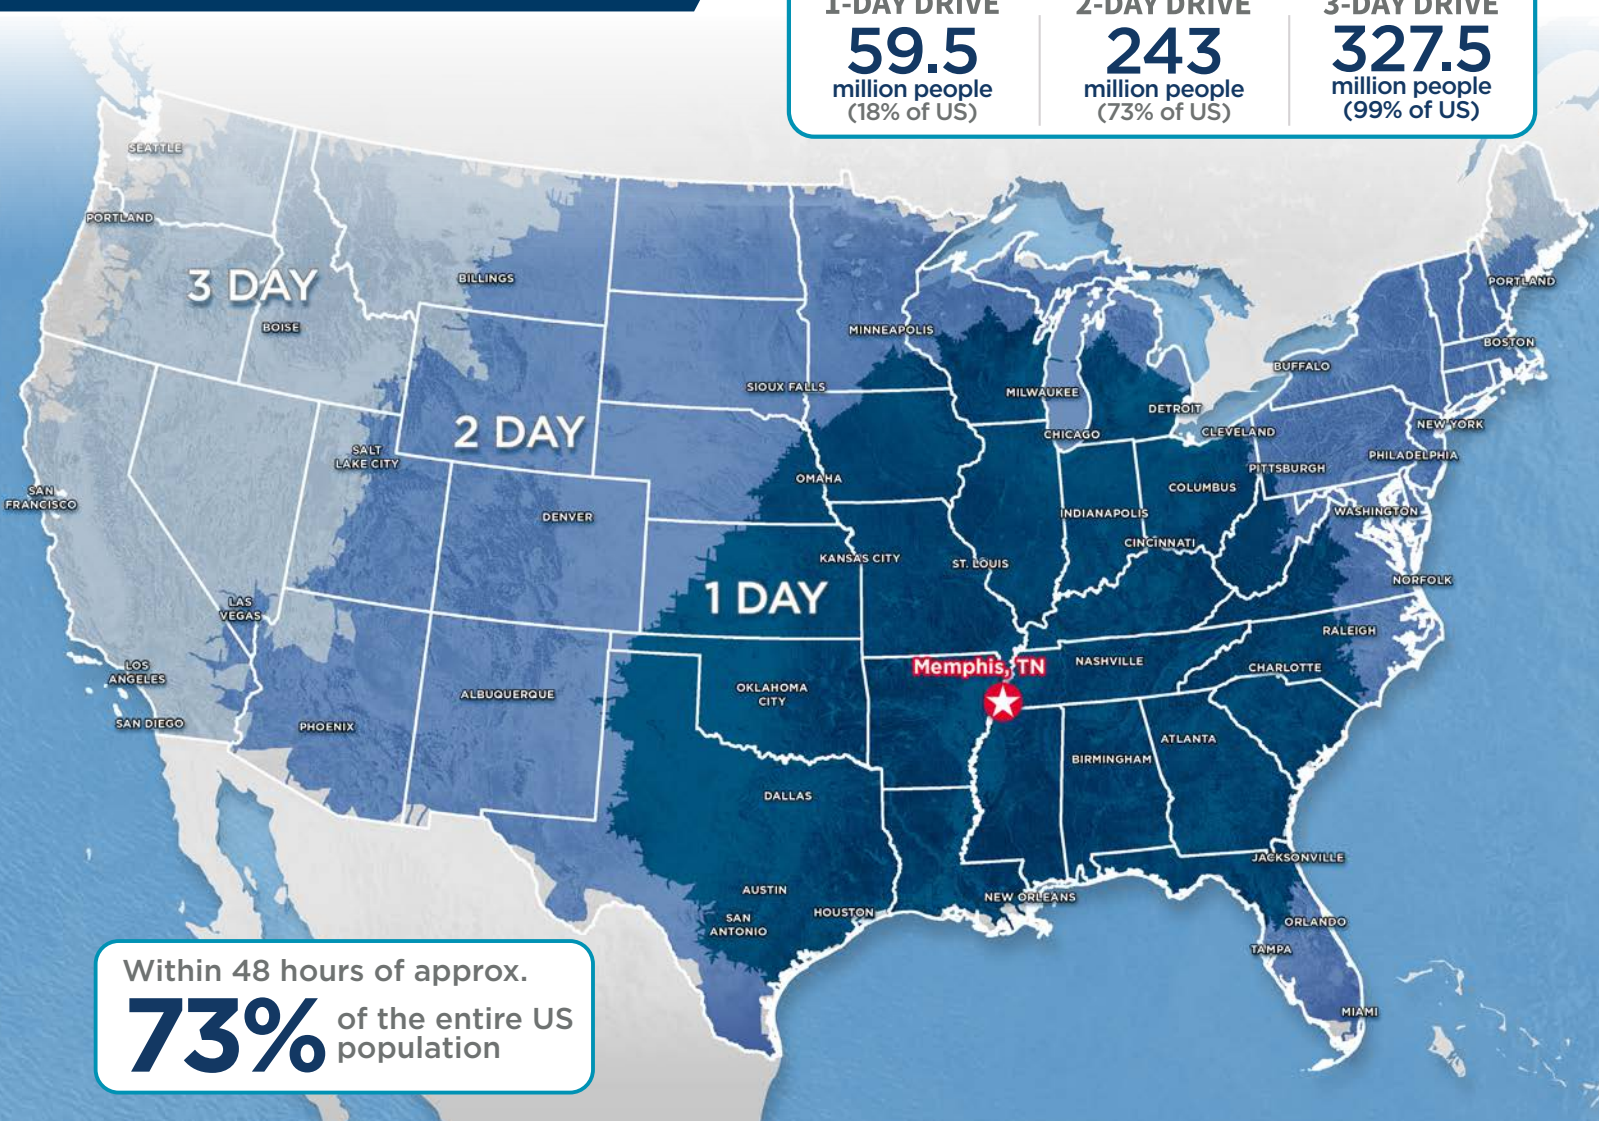 1-DAY DRIVE
59.5
million people
(18% of US)
2-DAY DRIVE
243
million people
(73% of US)
3-DAY DRIVE
327.5
million people
(99% of US)
SEATTLE
PORTLAND
3 DAY
BOISE
BILLINGS
MINNEAPOLIS
SIOUX FALLS
MILWAUKEE
DETROIT
CHICAGO
CLEVELAND
BUFFALO
PORTLAND
BOSTON
NEW YORK
PHILADELPHIA
PITTSBURGH
2 DAY
SALT
LAKE CITY
SAN
FRANCISCO
DENVER
OMAHA
COLUMBUS
INDIANAPOLIS
WASHINGTON
CINCINNATI
KANSAS CITY
ST. LOUIS
1 DAY
NORFOLK
LAS
VEGAS
RALEIGH
LOS
ANGELES
Memphis, TN
NASHVILLE
CHARLOTTE
ALBUQUERQUE
OKLAHOMA
CITY
SAN DIEGO
PHOENIX
ATLANTA
BIRMINGHAM
DALLAS
JACKSONVILLE
AUSTIN
NEW ORLEANS
SAN
ANTONIO
HOUSTON
ORLANDO
TAMPA
MIAMI
Within 48 hours of approx.
73%
of the entire US
population